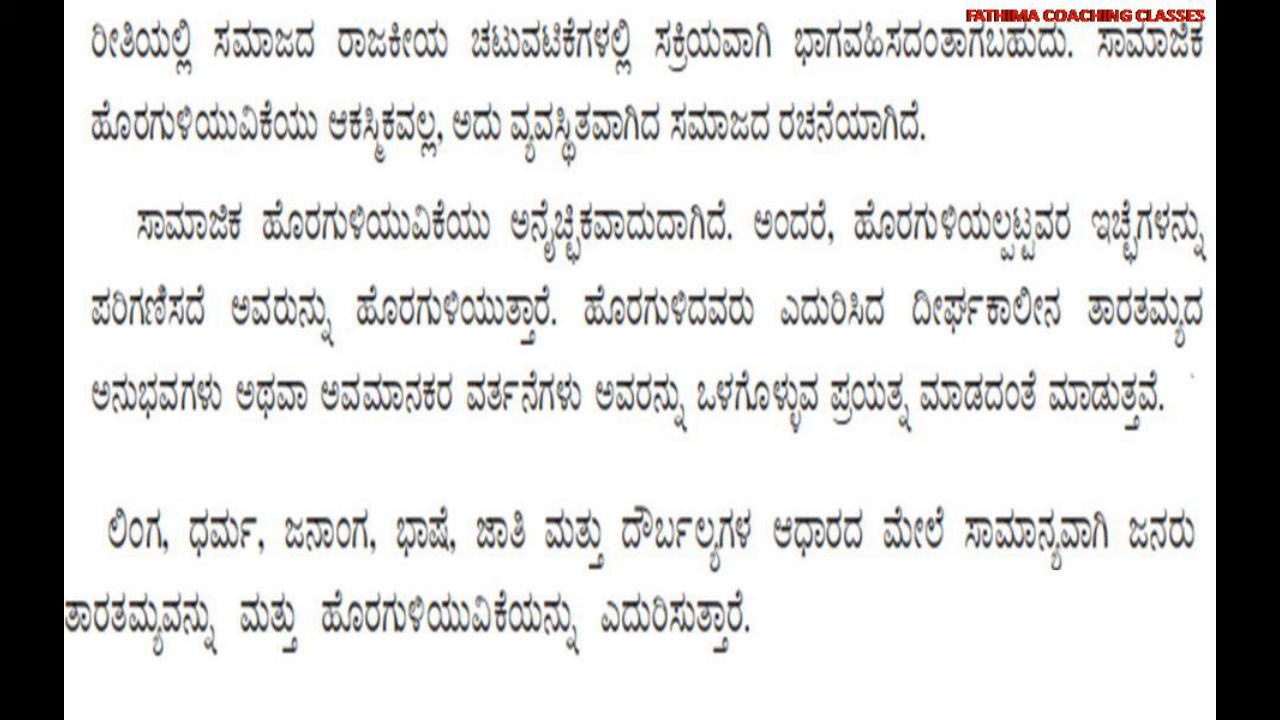 FATHIMA COACHING CLASSES
ರೀತಿಯಲ್ಲಿ ಸಮಾಜದ ರಾಜಕೀಯ ಚಟುವಟಿಕೆಗಳಲ್ಲಿ ಸಕ್ರಿಯವಾಗಿ ಭಾಗವಹಿಸದಂತಾಗಬಹುದು. ಸಾಮಾಜಿಕ
ಹೊರಗುಳಿಯುವಿಕೆಯು ಆಕಸ್ಮಿಕವಲ್ಲ, ಅದು ವ್ಯವಸ್ಥಿತವಾಗಿದ ಸಮಾಜದ ರಚನೆಯಾಗಿದೆ.
ಸಾಮಾಜಿಕ ಹೊರಗುಳಿಯುವಿಕೆಯು ಅನೈಚ್ಛಿಕವಾದುದಾಗಿದೆ. ಅಂದರೆ, ಹೊರಗುಳಿಯಲ್ಪಟ್ಟವರ ಇಚ್ಛೆಗಳನ್ನು
ಪರಿಗಣಿಸದೆ ಅವರುನ್ನು ಹೊರಗುಳಿಯುತ್ತಾರೆ. ಹೊರಗುಳಿದವರು ಎದುರಿಸಿದ ದೀರ್ಘಕಾಲೀನ ತಾರತಮ್ಯದ
ಅನುಭವಗಳು ಅಥವಾ ಅವಮಾನಕರ ವರ್ತನೆಗಳು ಅವರನ್ನು ಒಳಗೊಳ್ಳುವ ಪ್ರಯತ್ನ ಮಾಡದಂತೆ ಮಾಡುತ್ತವೆ.
ಲಿಂಗ, ಧರ್ಮ, ಜನಾಂಗ, ಭಾಷೆ, ಜಾತಿ ಮತ್ತು ದೌರ್ಬಲ್ಯಗಳ ಆಧಾರದ ಮೇಲೆ ಸಾಮಾನ್ಯವಾಗಿ ಜನರು
ತಾರತಮ್ಯವನ್ನು ಮತ್ತು ಹೊರಗುಳಿಯುವಿಕೆಯನ್ನು ಎದುರಿಸುತ್ತಾರೆ.